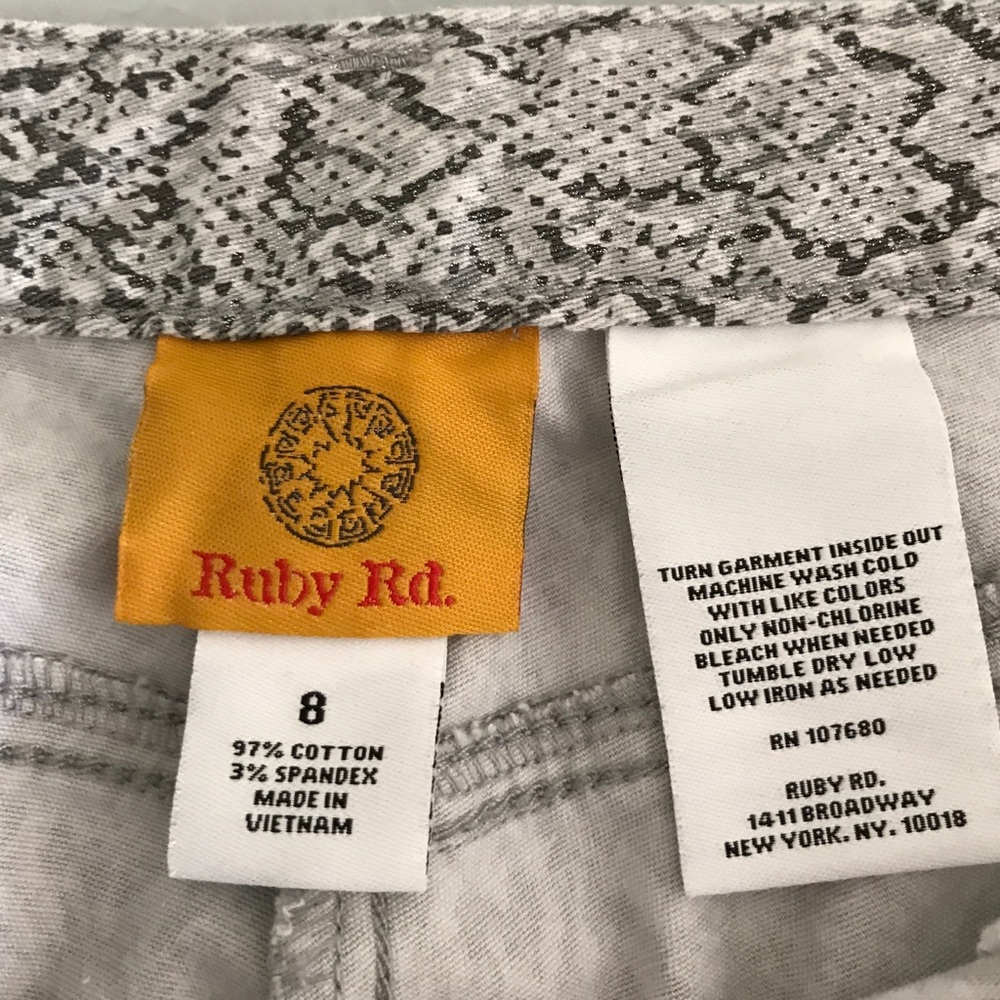 Ruby Rd.
8
97% COTTON
3% SPANDEX
MADE IN
VIETNAM
TURN GARMENT INSIDE OUT
MACHINE WASH COLD
WITH LIKE COLORS
ONLY NON-CHLORINE
BLEACH WHEN NEEDED
TUMBLE DRY LOW
LOW IRON AS NEEDED
RN 107680
RUBY RD.
1411 BROADWAY
NEW YORK. NY. 10018